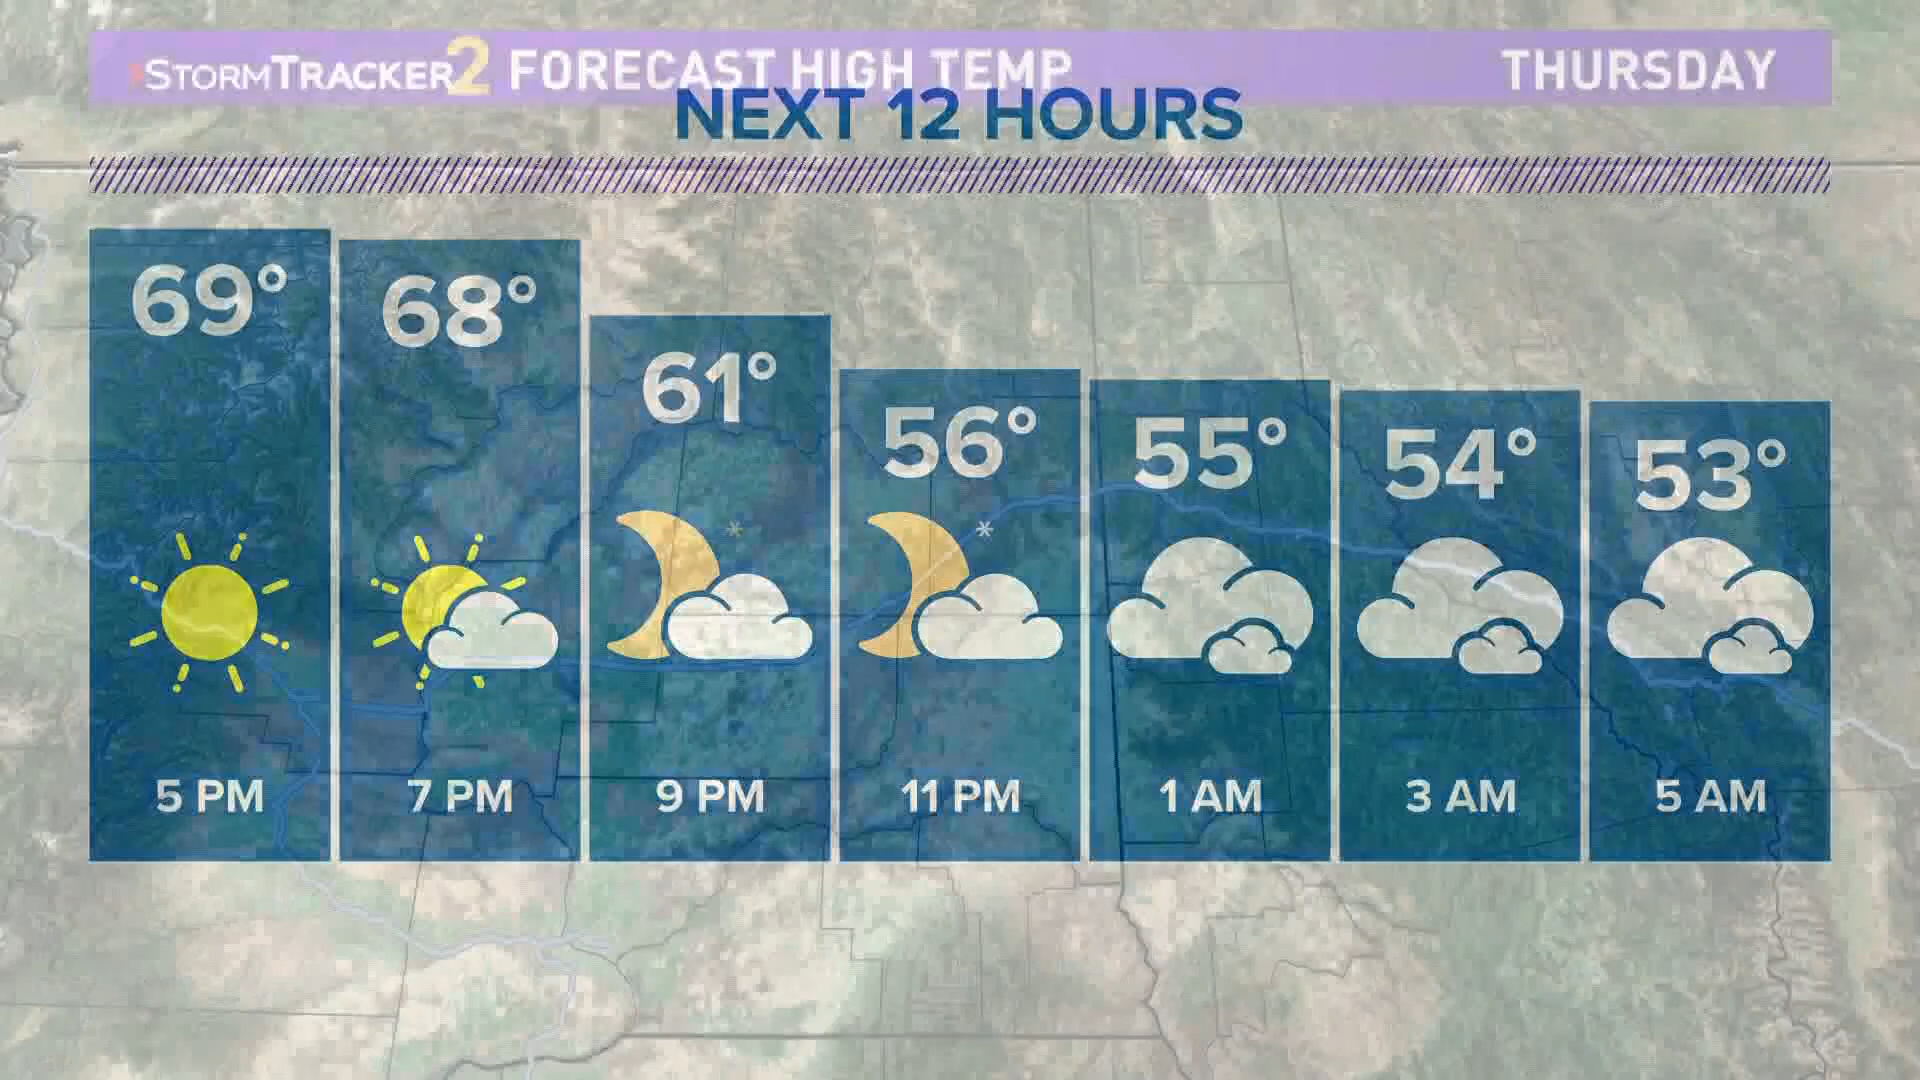 STORMTRACKER2 FORECAST HIGH TEMP THURSDAY
NEXT 12 HOURS
69° 68° 61° 56° 55° 54° 53°
5 PM 7 PM 9 PM 11 PM 1 AM 3 AM 5 AM